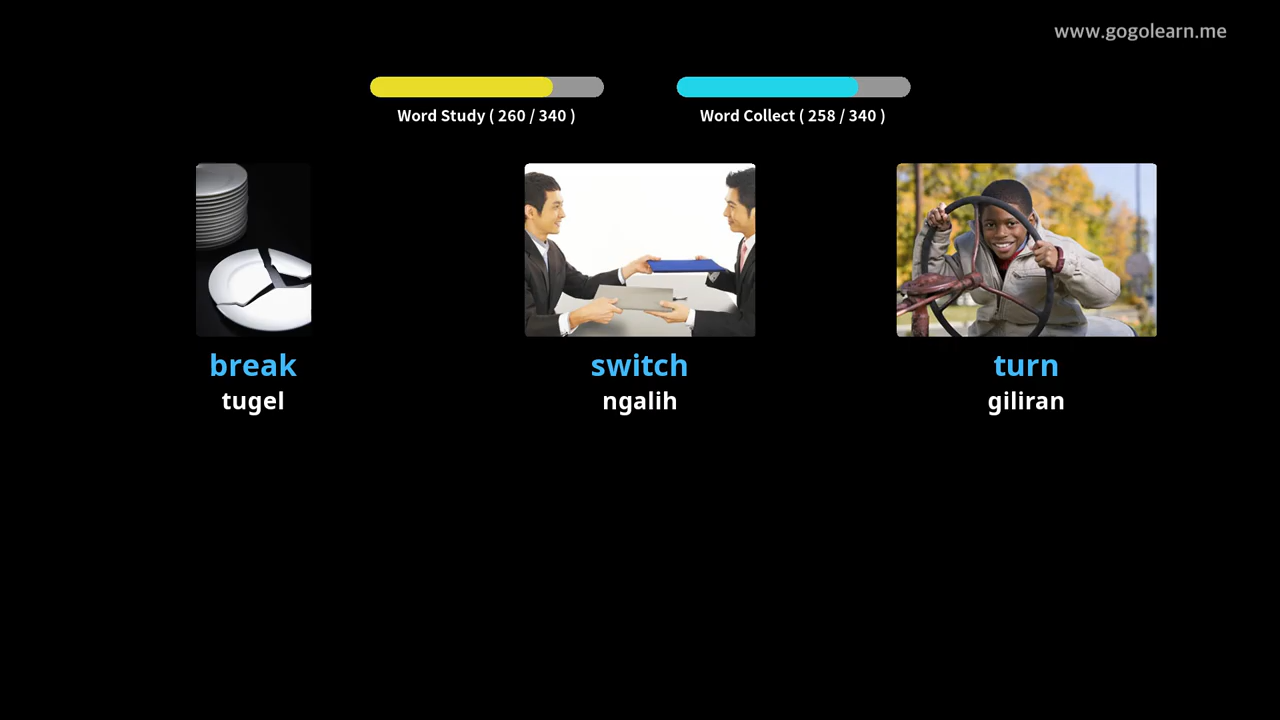 www.gogolearn.me
Word Study ( 260 / 340 )
Word Collect ( 258 / 340 )
break
tugel
switch
ngalih
turn
giliran